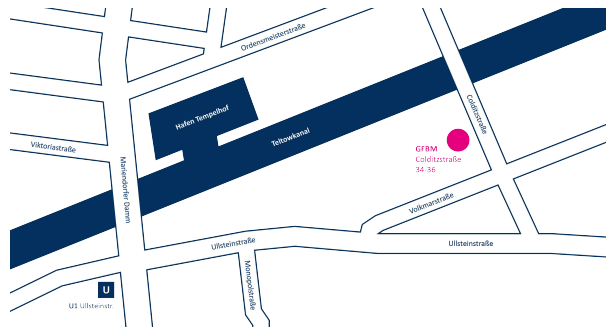 Ordensmeisterstraße
Hafen Tempelhof
Colditzstraße
Teltowkanal
Viktoriastraße
GFBM
Colditzstraße
34-36
Mariendorfer Damm
Volkmarstraße
Ullsteinstraße
Ullsteinstraße
Monopolstraße
U
U1 Ullsteinstr.